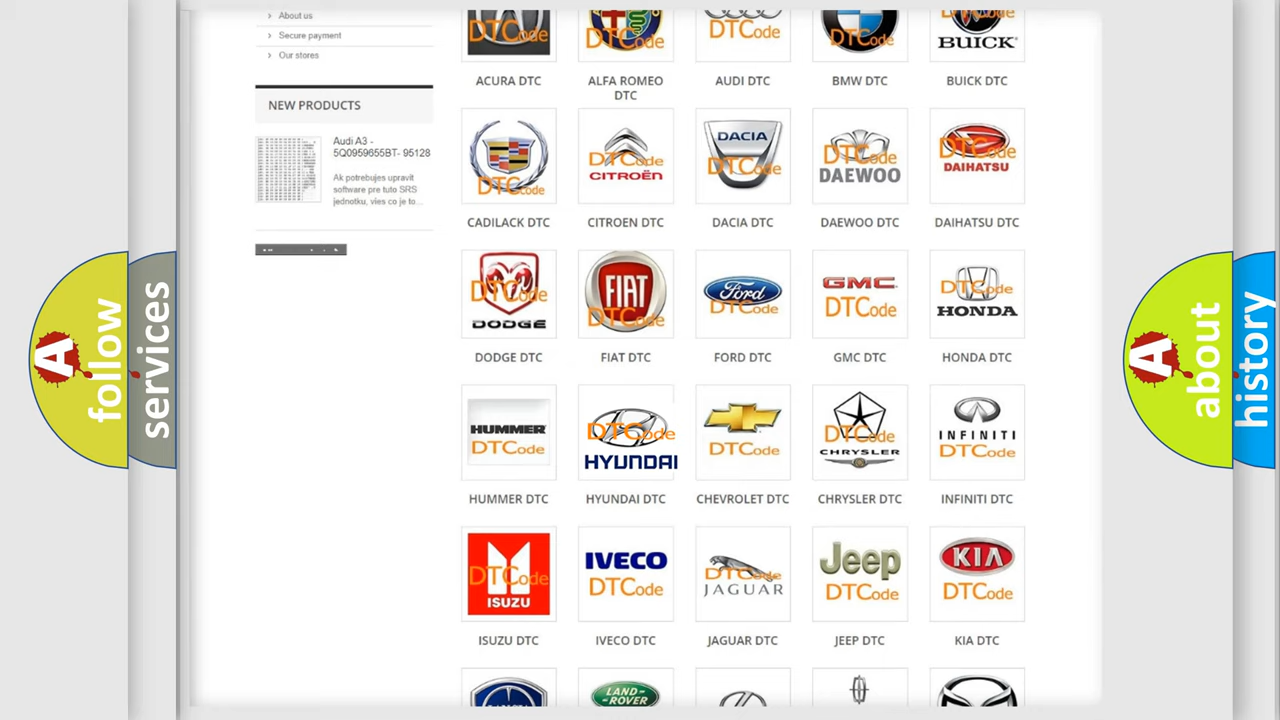 About us
Secure payment
Our stores
NEW PRODUCTS
Audi A3 -
5Q0959655BT- 95128
Ak potrebujes upravit
software pre tuto SRS
jednotku, vies co je to...
DTCode
DTCode
DTCode
DTCode
BUICK
ACURA DTC
ALFA ROMEO
DTC
AUDI DTC
BMW DTC
BUICK DTC
DTCode
DTCode
CITROËN
DACIA
DTCode
DTCode
DAEWOO
DTCode
DAIHATSU
CADILACK DTC
CITROEN DTC
DACIA DTC
DAEWOO DTC
DAIHATSU DTC
DTCode
DODGE
FIAT
DTCode
Ford
DTCode
GMC
DTCode
DTCode
HONDA
DODGE DTC
FIAT DTC
FORD DTC
GMC DTC
HONDA DTC
HUMMER
DTCode
DTCode
HYUNDAI
DTCode
DTCode
CHRYSLER
INFINITI
DTCode
HUMMER DTC
HYUNDAI DTC
CHEVROLET DTC
CHRYSLER DTC
INFINITI DTC
DTCode
ISUZU
IVECO
DTCode
DTCode
JAGUAR
Jeep
DTCode
KIA
DTCode
ISUZU DTC
IVECO DTC
JAGUAR DTC
JEEP DTC
KIA DTC
LAND-
ROVER
A
follow
services
A
about
history